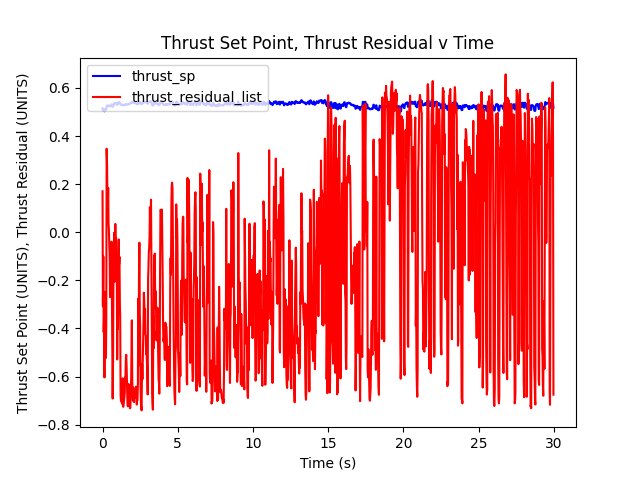 Thrust Set Point, Thrust Residual v Time
thrust_sp
thrust_residual_list
Thrust Set Point (UNITS), Thrust Residual (UNITS)
0.6
0.4
0.2
0.0
−0.2
−0.4
−0.6
−0.8
0 5 10 15 20 25 30
Time (s)